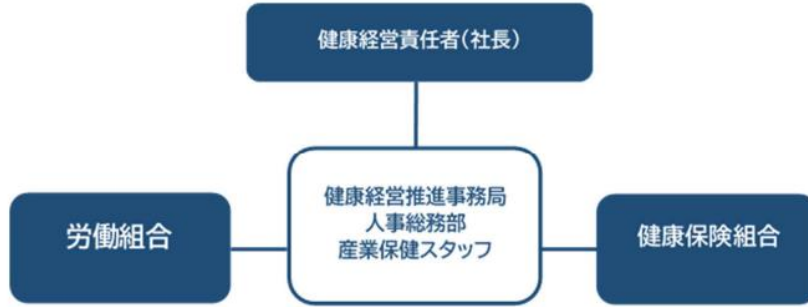 健康経営責任者（社長）
労働組合
健康経営推進事務局
人事総務部
産業保健スタッフ
健康保険組合